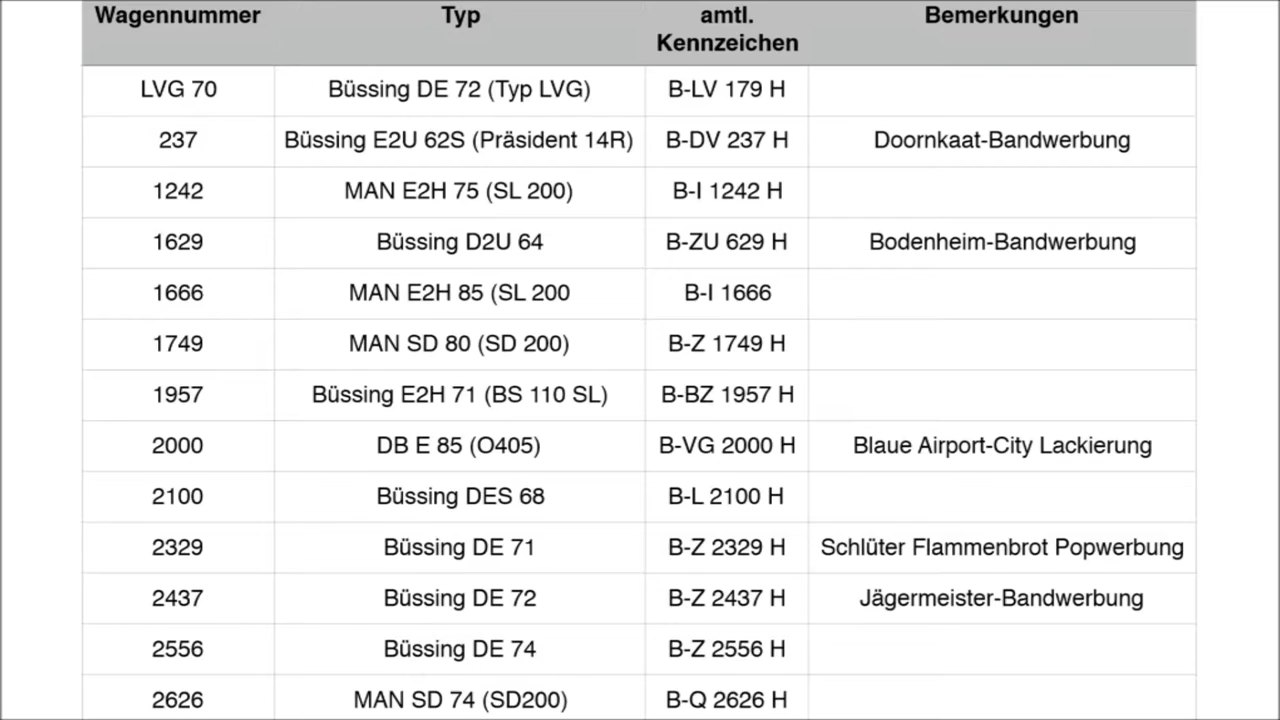 Wagennummer Typ amtl. Kennzeichen Bemerkungen
LVG 70 Büssing DE 72 (Typ LVG) B-LV 179 H
237 Büssing E2U 62S (Präsident 14R) B-DV 237 H Doornkaat-Bandwerbung
1242 MAN E2H 75 (SL 200) B-I 1242 H
1629 Büssing D2U 64 B-ZU 629 H Bodenheim-Bandwerbung
1666 MAN E2H 85 (SL 200 B-I 1666
1749 MAN SD 80 (SD 200) B-Z 1749 H
1957 Büssing E2H 71 (BS 110 SL) B-BZ 1957 H
2000 DB E 85 (O405) B-VG 2000 H Blaue Airport-City Lackierung
2100 Büssing DES 68 B-L 2100 H
2329 Büssing DE 71 B-Z 2329 H Schlüter Flammenbrot Popwerbung
2437 Büssing DE 72 B-Z 2437 H Jägermeister-Bandwerbung
2556 Büssing DE 74 B-Z 2556 H
2626 MAN SD 74 (SD200) B-Q 2626 H